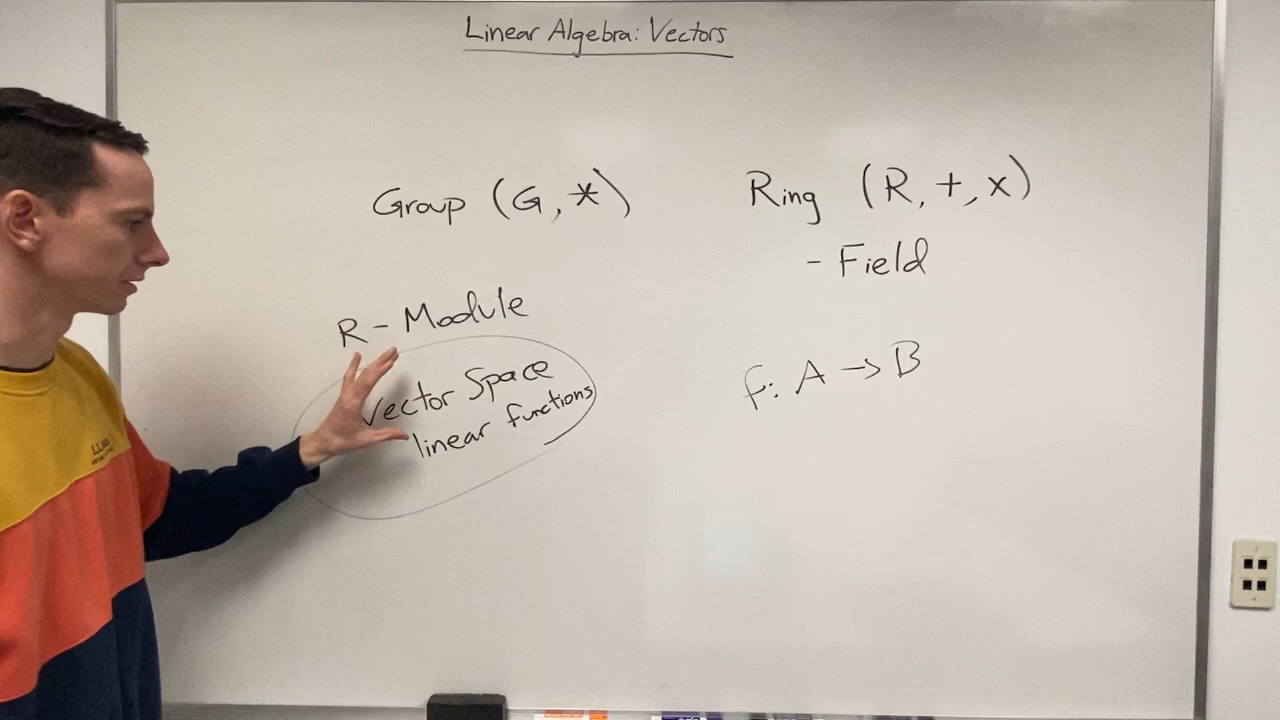 Linear Algebra: Vectors
Group (G, *)
Ring (R, +, x)
- Field
R - Module
Vector Space
linear functions
f: A → B